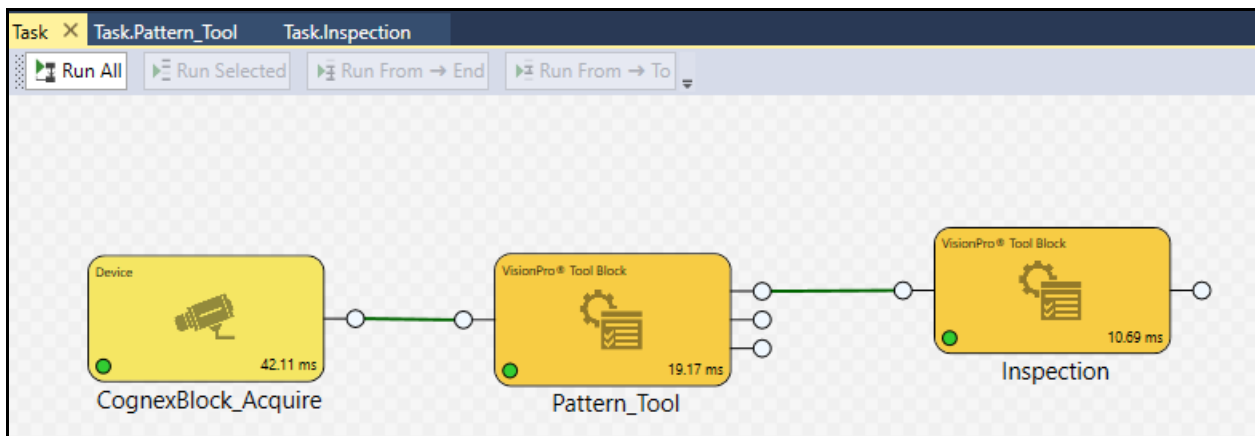 Task Task.Pattern_Tool Task.Inspection
Run All Run Selected Run From → End Run From → To
Device
42.11 ms
CognexBlock_Acquire
VisionPro® Tool Block
19.17 ms
Pattern_Tool
VisionPro® Tool Block
10.69 ms
Inspection